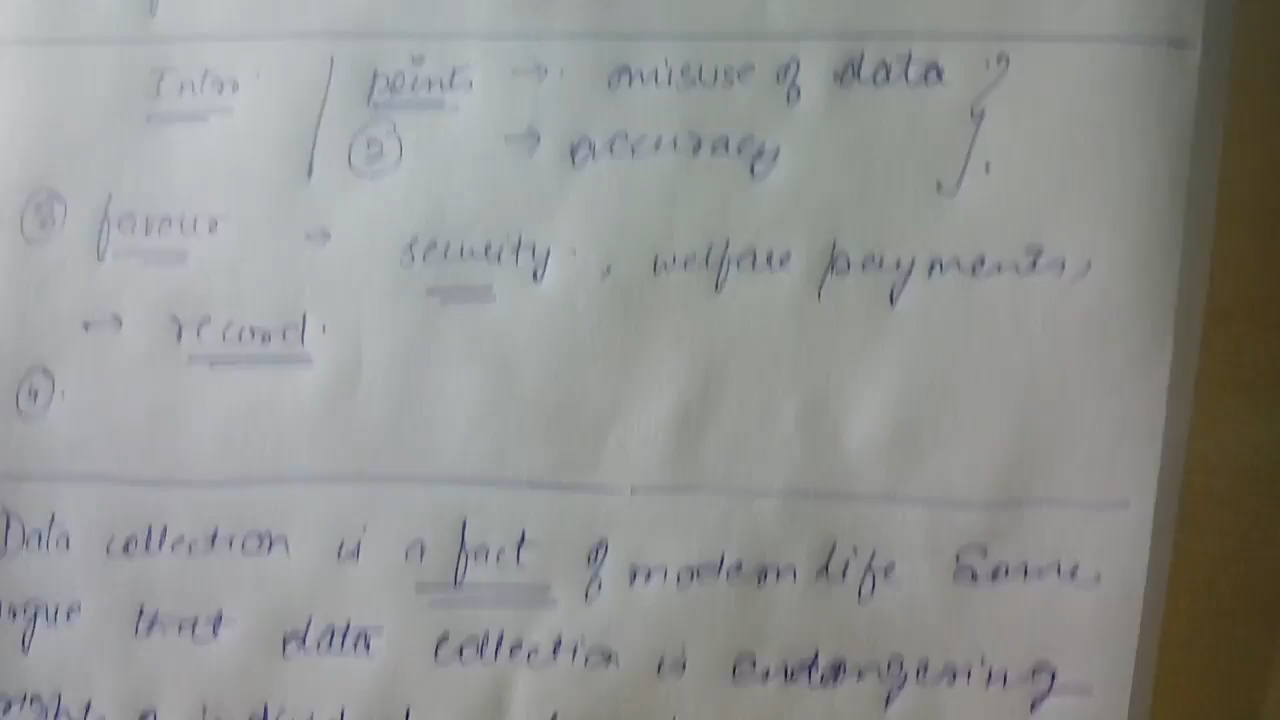 Intro / point → misuse of data
② → accuracy
③ favour → security, welfare payments,
↔ record.
④.
Data collection is a fact of modern life Some
argue that data collection is endangering